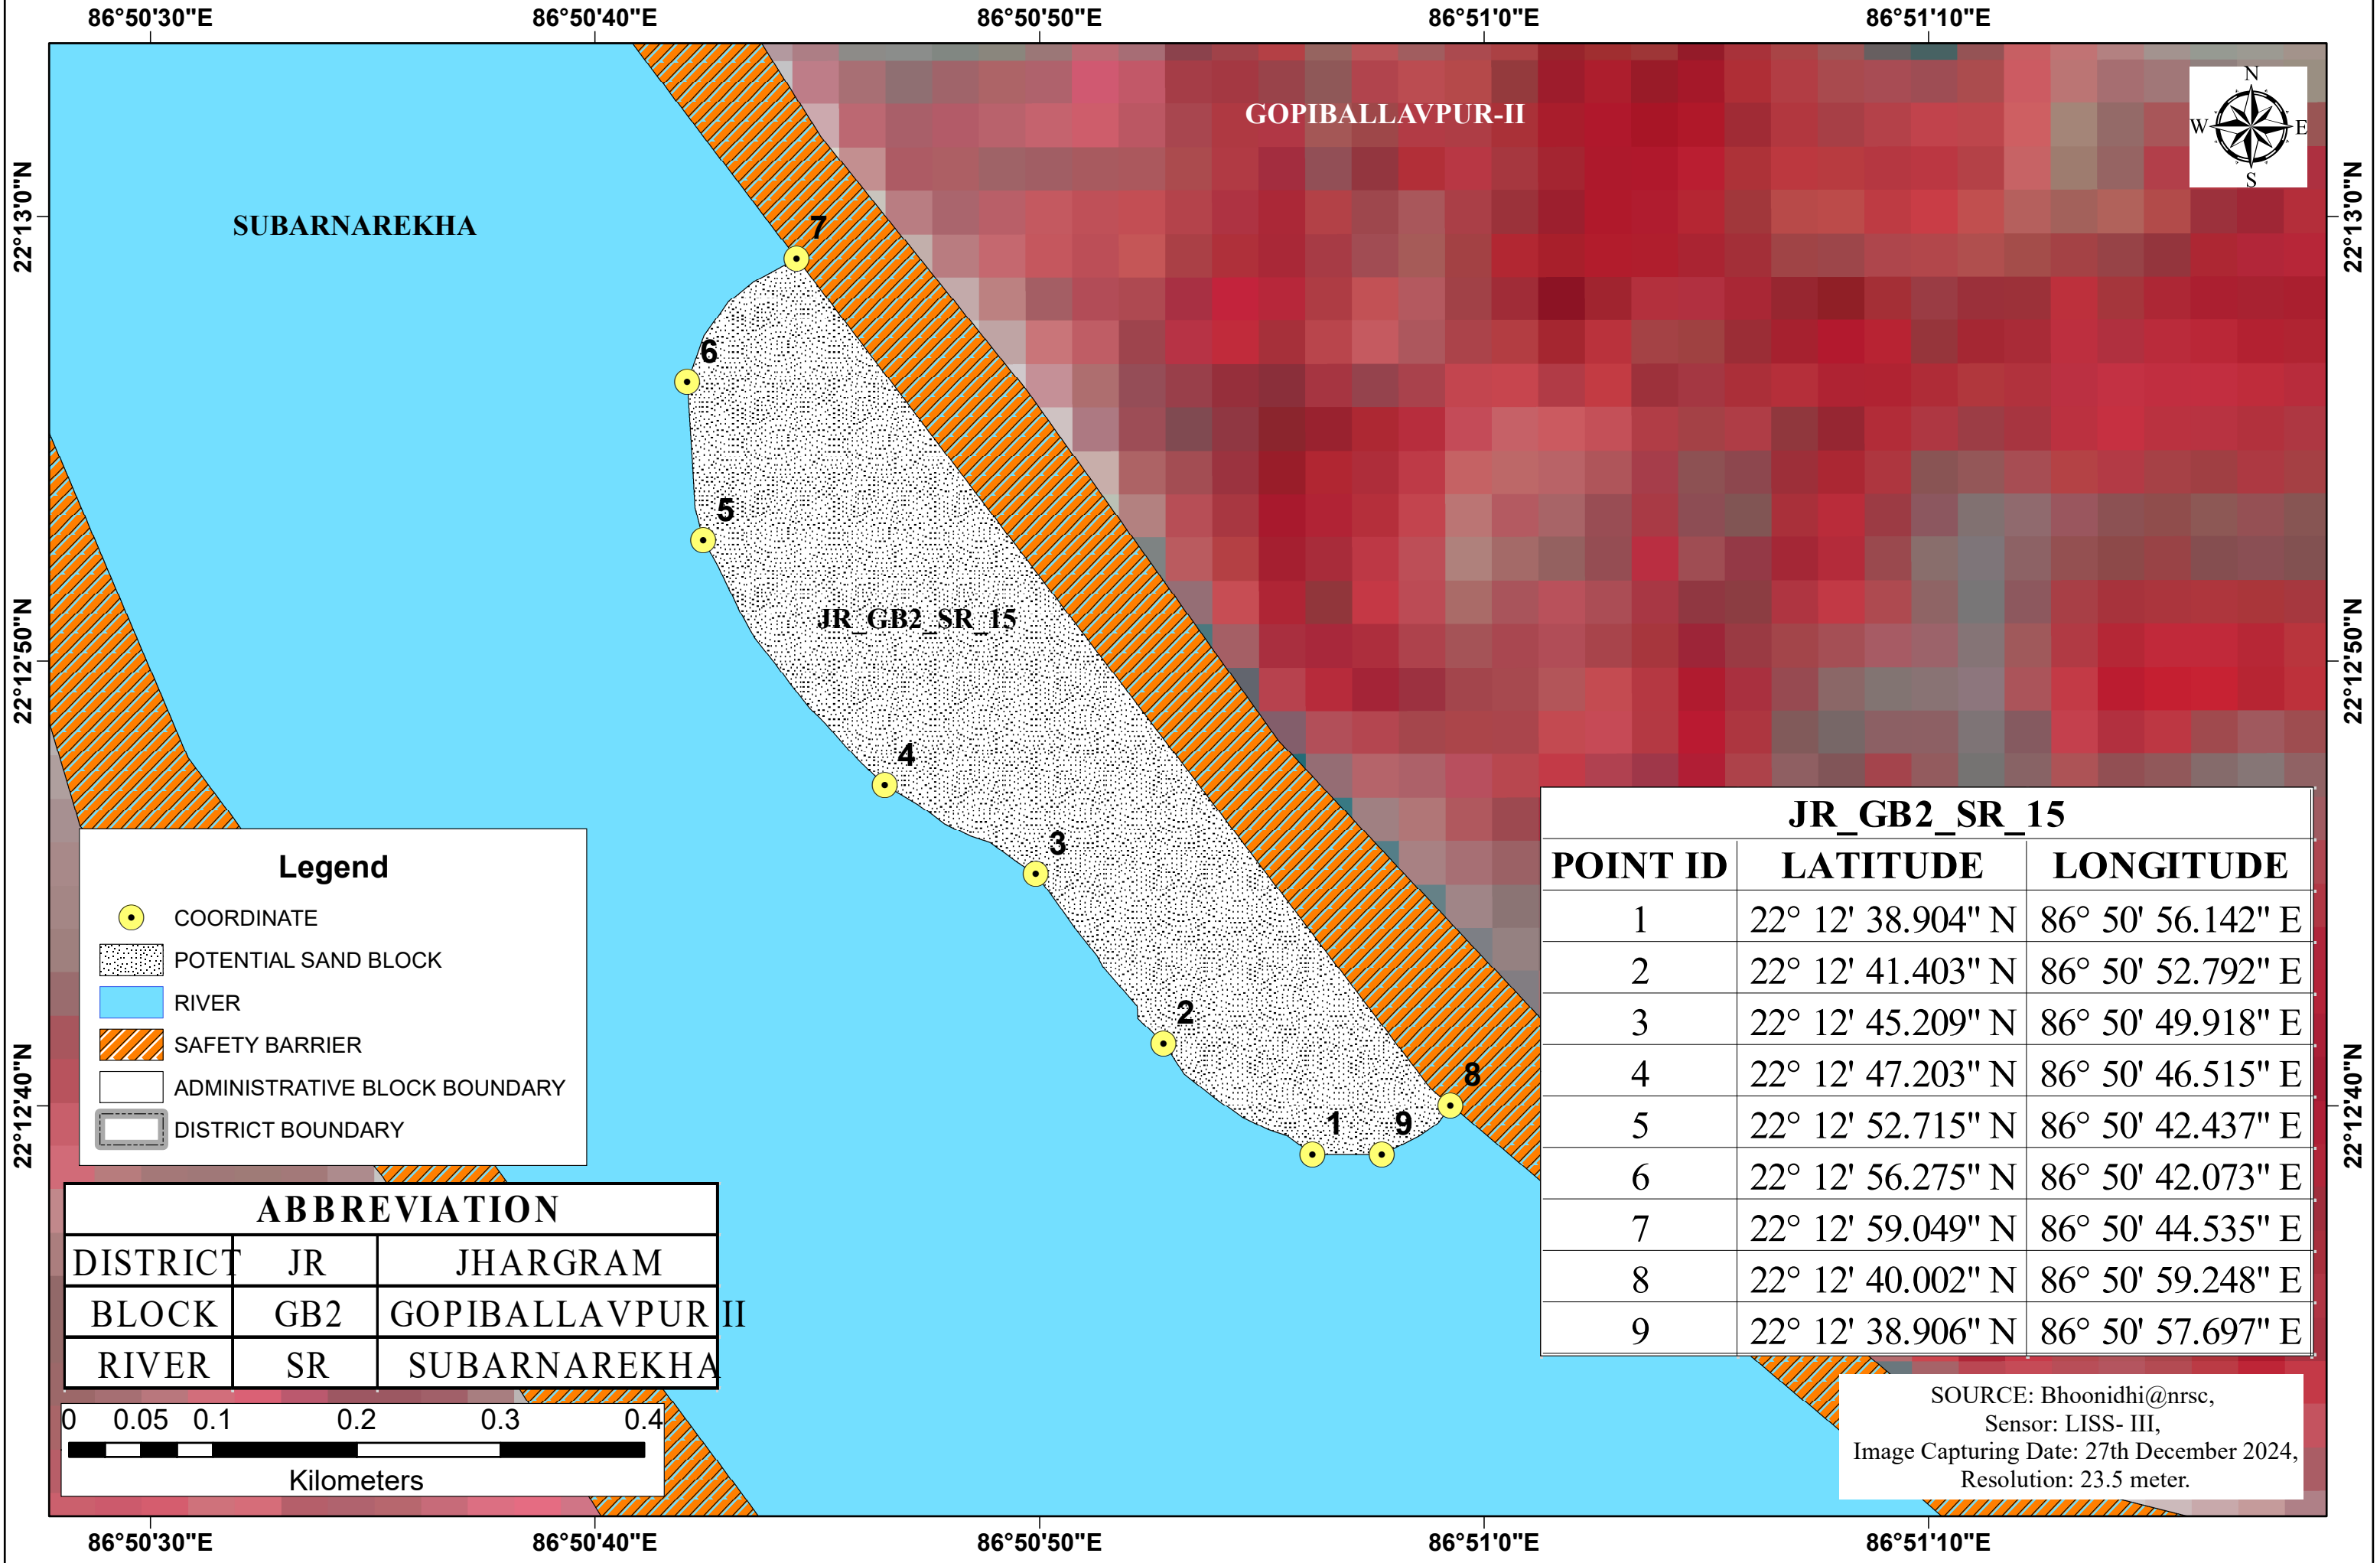 86°50'30"E 86°50'40"E 86°50'50"E 86°51'0"E 86°51'10"E
N
W E
S
GOPIBALLAVPUR-II
22°13'0"N
22°13'0"N
SUBARNAREKHA
7
6
5
22°12'50"N
JR_GB2_SR_15
22°12'50"N
4
3
2
8
1 9
22°12'40"N
22°12'40"N
Legend
COORDINATE
POTENTIAL SAND BLOCK
RIVER
SAFETY BARRIER
ADMINISTRATIVE BLOCK BOUNDARY
DISTRICT BOUNDARY
JR_GB2_SR_15
POINT ID LATITUDE LONGITUDE
1 22° 12' 38.904" N 86° 50' 56.142" E
2 22° 12' 41.403" N 86° 50' 52.792" E
3 22° 12' 45.209" N 86° 50' 49.918" E
4 22° 12' 47.203" N 86° 50' 46.515" E
5 22° 12' 52.715" N 86° 50' 42.437" E
6 22° 12' 56.275" N 86° 50' 42.073" E
7 22° 12' 59.049" N 86° 50' 44.535" E
8 22° 12' 40.002" N 86° 50' 59.248" E
9 22° 12' 38.906" N 86° 50' 57.697" E
ABBREVIATION
DISTRICT JR JHARGRAM
BLOCK GB2 GOPIBALLAVPUR II
RIVER SR SUBARNAREKHA
0 0.05 0.1 0.2 0.3 0.4
Kilometers
SOURCE: Bhoonidhi@nrsc,
Sensor: LISS- III,
Image Capturing Date: 27th December 2024,
Resolution: 23.5 meter.
86°50'30"E 86°50'40"E 86°50'50"E 86°51'0"E 86°51'10"E